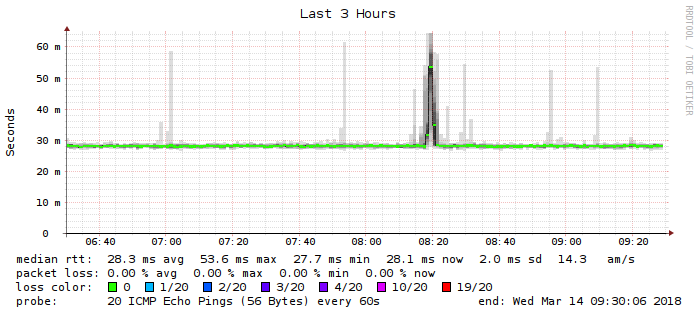 Last 3 Hours
RRDTOOL / TOBI OETIKER
Seconds
60 m
50 m
40 m
30 m
20 m
10 m
0
06:40 07:00 07:20 07:40 08:00 08:20 08:40 09:00 09:20
median rtt: 28.3 ms avg 53.6 ms max 27.7 ms min 28.1 ms now 2.0 ms sd 14.3 am/s
packet loss: 0.00 % avg 0.00 % max 0.00 % min 0.00 % now
loss color: 0 1/20 2/20 3/20 4/20 10/20 19/20
probe: 20 ICMP Echo Pings (56 Bytes) every 60s end: Wed Mar 14 09:30:06 2018